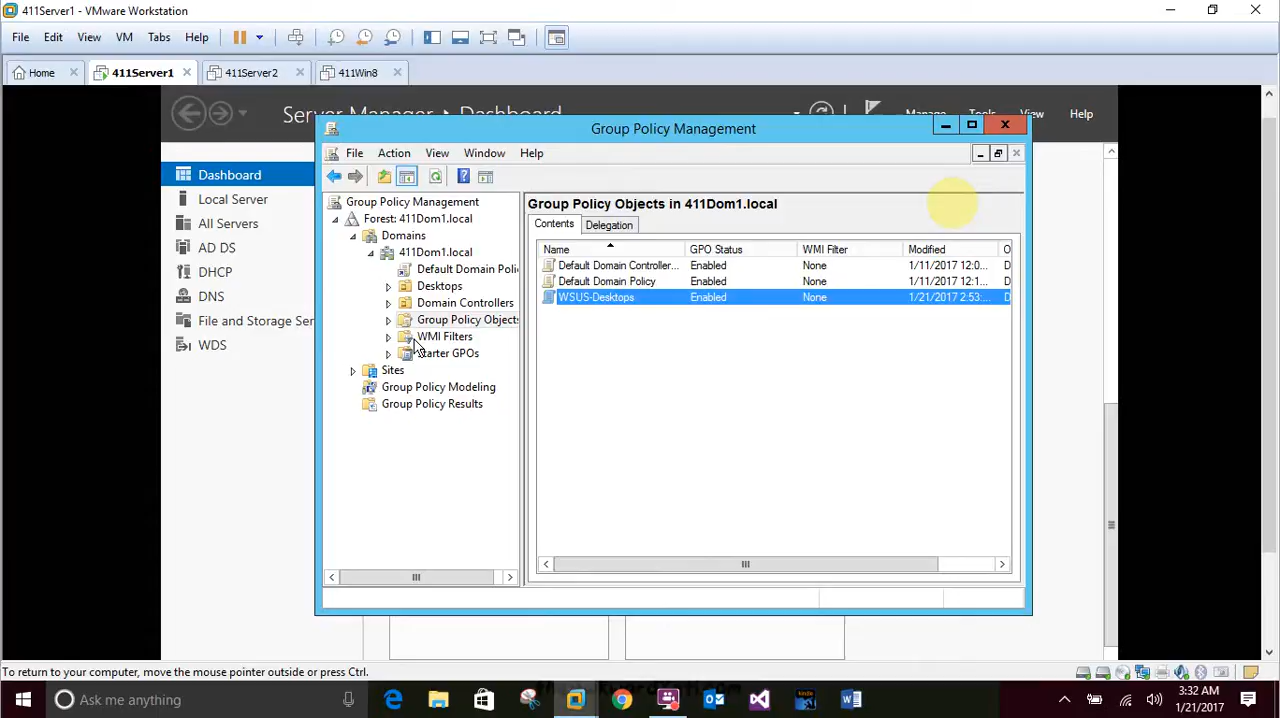 411Server1 - VMware Workstation
File Edit View VM Tabs Help
Home 411Server1 411Server2 411Win8
Server Manager Dashboard Manage Tools View Help
Group Policy Management
File Action View Window Help
Dashboard
Local Server
All Servers
AD DS
DHCP
DNS
File and Storage Ser
WDS
Group Policy Management
Forest: 411Dom1.local
Domains
411Dom1.local
Default Domain Poli
Desktops
Domain Controllers
Group Policy Objects
WMI Filters
Starter GPOs
Sites
Group Policy Modeling
Group Policy Results
Group Policy Objects in 411Dom1.local
Contents Delegation
Name GPO Status WMI Filter Modified O
Default Domain Controller... Enabled None 1/11/2017 12:0... D
Default Domain Policy Enabled None 1/11/2017 12:1... D
WSUS-Desktops Enabled None 1/21/2017 2:53:... D
To return to your computer, move the mouse pointer outside or press Ctrl.
Ask me anything
3:32 AM
1/21/2017